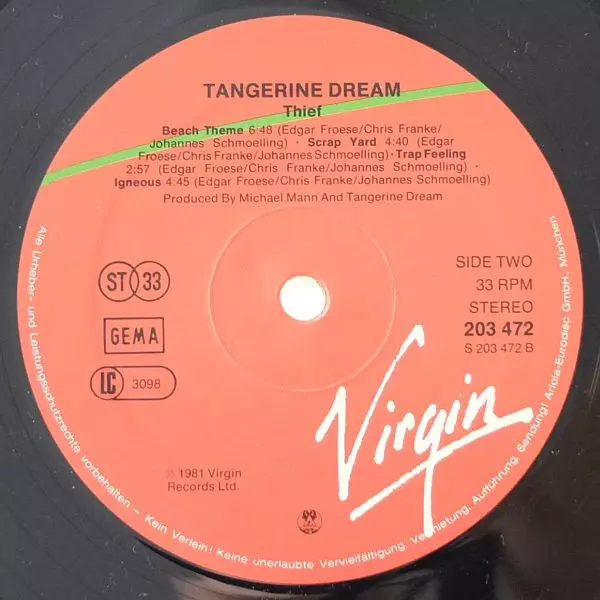 TANGERINE DREAM
Thief
Beach Theme 6:48 (Edgar Froese/Chris Franke/
Johannes Schmoelling) · Scrap Yard 4:40 (Edgar
Froese/Chris Franke/Johannes Schmoelling) · Trap Feeling
2:57 (Edgar Froese/Chris Franke/Johannes Schmoelling) ·
Igneous 4:45 (Edgar Froese/Chris Franke/Johannes Schmoelling)
Produced By Michael Mann And Tangerine Dream
ST 33
GEMA
LC 3098
SIDE TWO
33 RPM
STEREO
203 472
S 203 472 B
Virgin
℗ 1981 Virgin
Records Ltd.
Alle Urheber- und Leistungsschutzrechte vorbehalten – Kein Verleih! Keine unerlaubte Vervielfältigung, Vermietung, Aufführung, Sendung! Ariola-Eurodisc GmbH., München